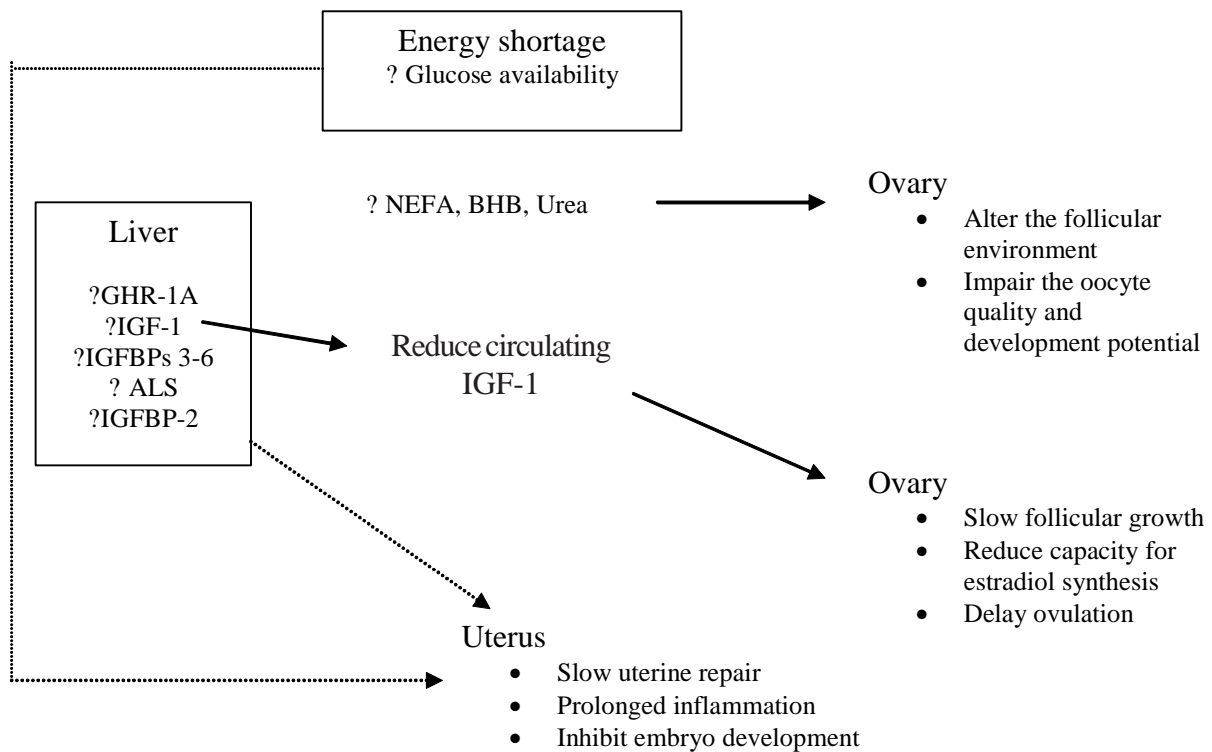 Energy shortage
? Glucose availability
? NEFA, BHB, Urea
Ovary
• Alter the follicular
environment
• Impair the oocyte
quality and
development potential
Liver
?GHR-1A
?IGF-1
?IGFBPs 3-6
? ALS
?IGFBP-2
Reduce circulating
IGF-1
Ovary
• Slow follicular growth
• Reduce capacity for
estradiol synthesis
• Delay ovulation
Uterus
• Slow uterine repair
• Prolonged inflammation
• Inhibit embryo development